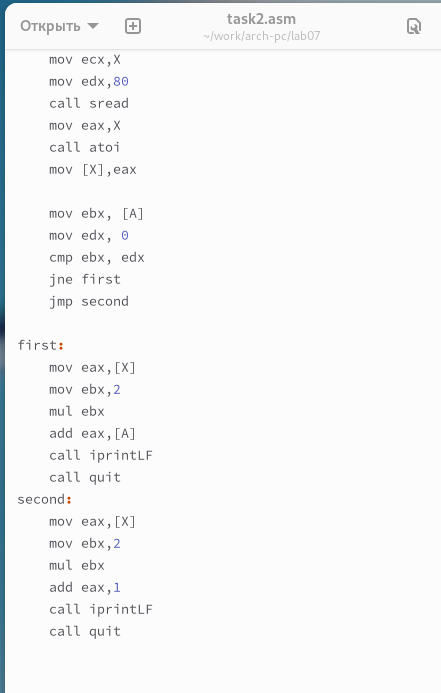 Открыть
task2.asm
~/work/arch-pc/lab07
mov ecx,X
mov edx,80
call sread
mov eax,X
call atoi
mov [X],eax
mov ebx, [A]
mov edx, 0
cmp ebx, edx
jne first
jmp second
first:
mov eax,[X]
mov ebx,2
mul ebx
add eax,[A]
call iprintLF
call quit
second:
mov eax,[X]
mov ebx,2
mul ebx
add eax,1
call iprintLF
call quit